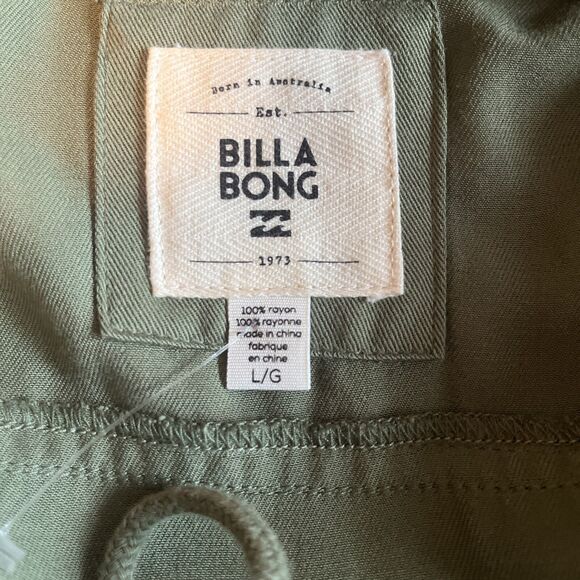 Born in Australia
Est.
BILLA
BONG
1973
100% rayon
100% rayonne
made in china
fabrique
en chine
L/G